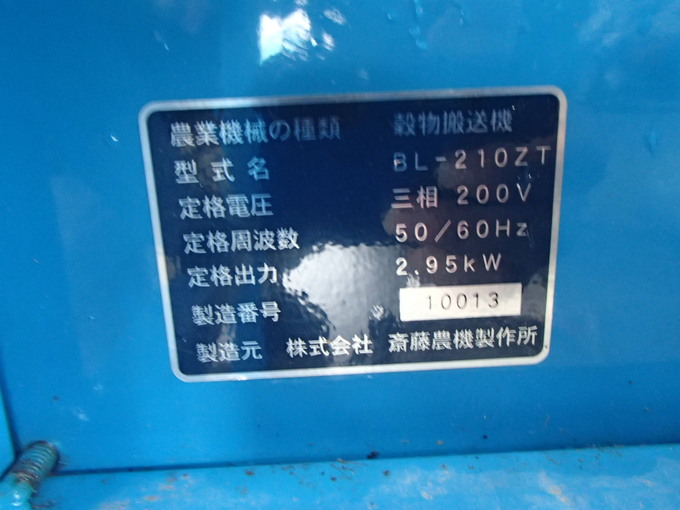 農業機械の種類 穀物搬送機
型式名 BL-210ZT
定格電圧 三相 200V
定格周波数 50/60Hz
定格出力 2.95kW
製造番号 10013
製造元 株式会社 斎藤農機製作所